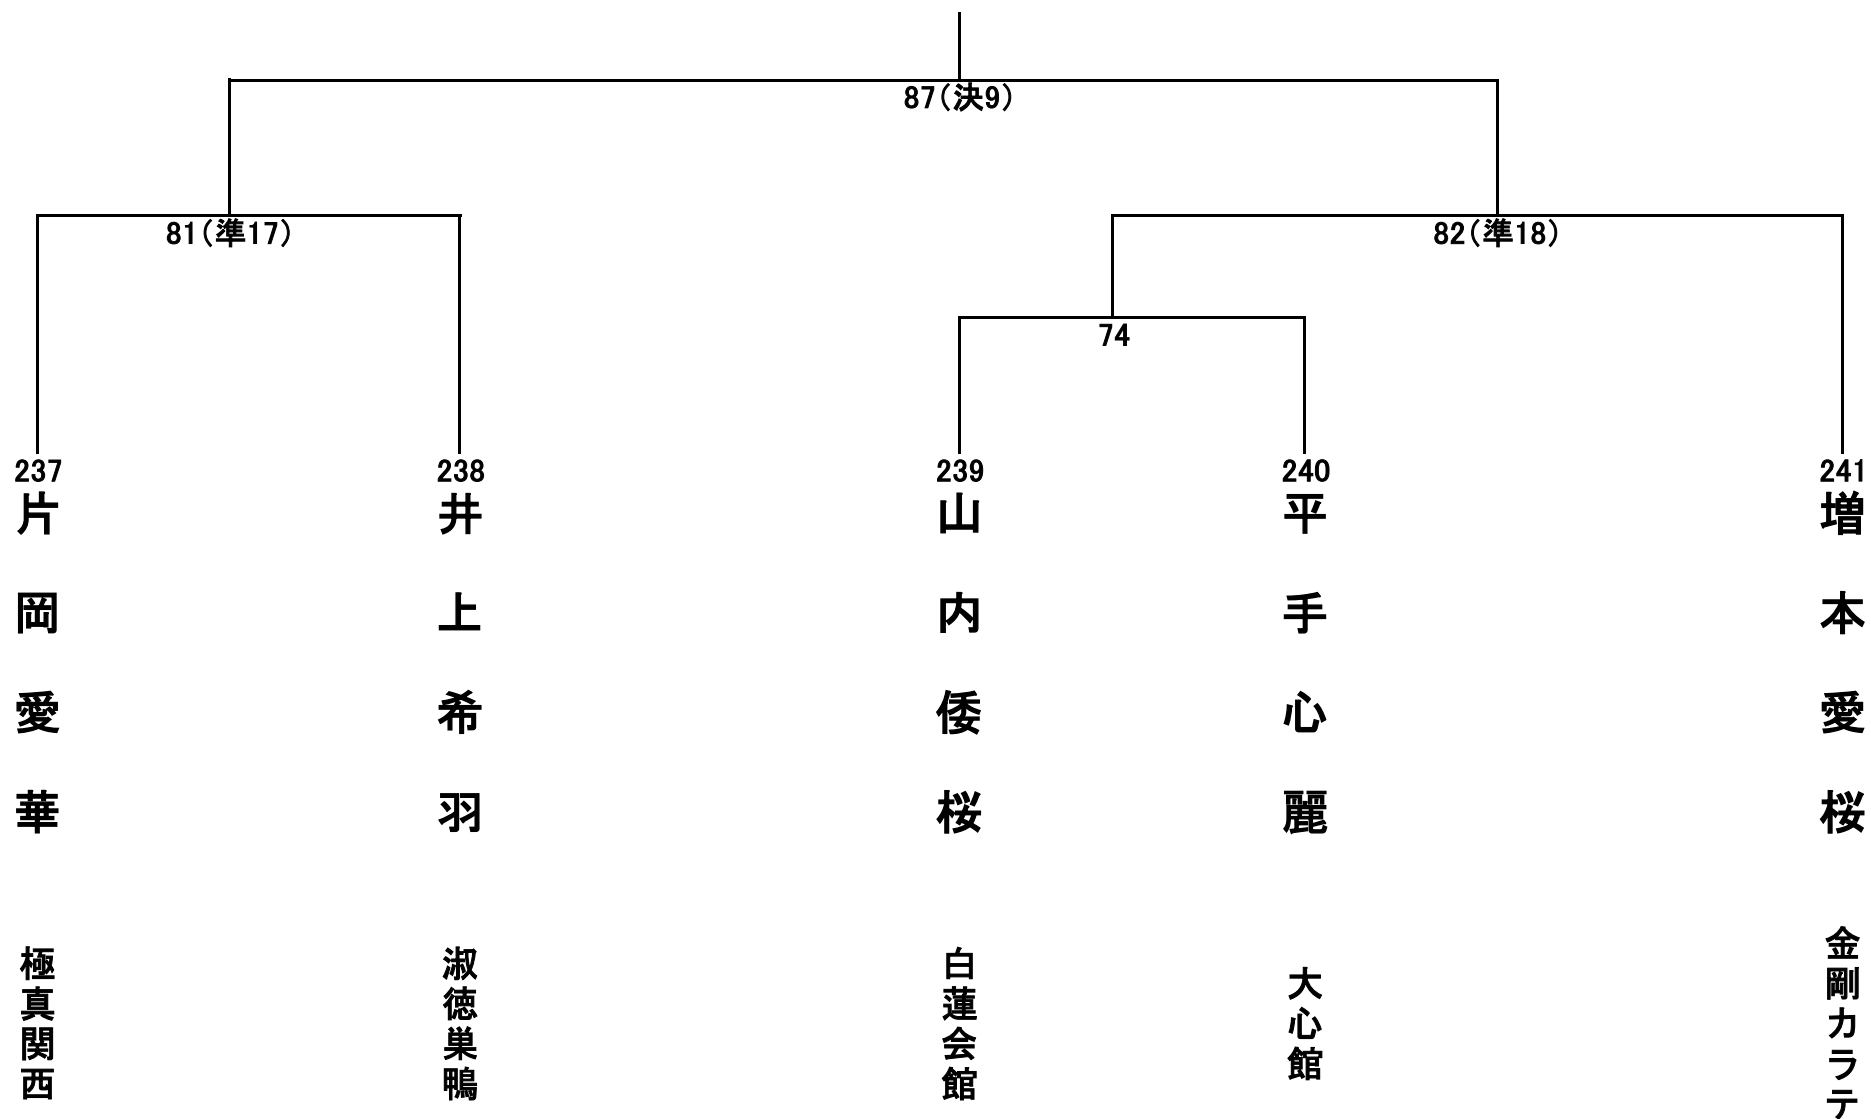 87(決9)
81(準17)
82(準18)
74
237
片岡愛華
極真関西
238
井上希羽
淑徳巣鴨
239
山内倭桜
白蓮会館
240
平手心麗
大心館
241
増本愛桜
金剛カラテ